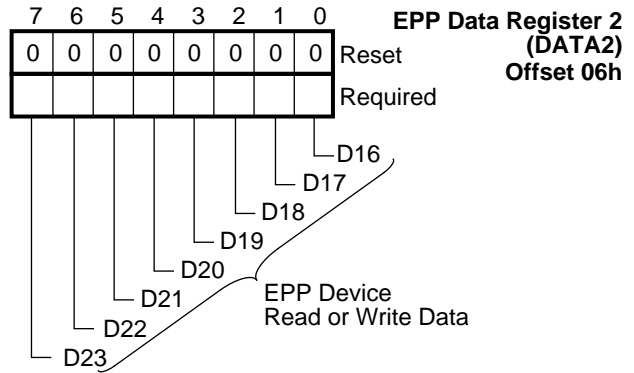 7 6 5 4 3 2 1 0
EPP Data Register 2
(DATA2)
Offset 06h
0 0 0 0 0 0 0 0 Reset
Required
D16
D17
D18
D19
D20
D21
D22
D23
EPP Device
Read or Write Data